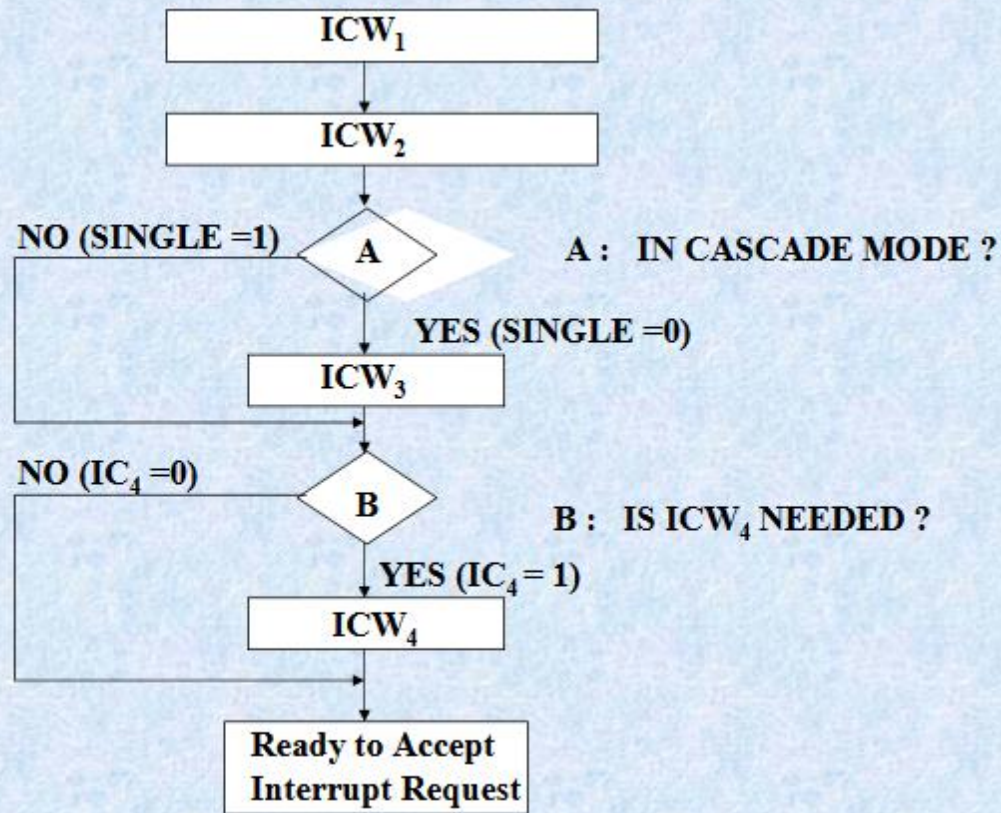 ICW₁
ICW₂
NO (SINGLE =1)
A
A : IN CASCADE MODE ?
YES (SINGLE =0)
ICW₃
NO (IC₄ =0)
B
B : IS ICW₄ NEEDED ?
YES (IC₄ = 1)
ICW₄
Ready to Accept
Interrupt Request